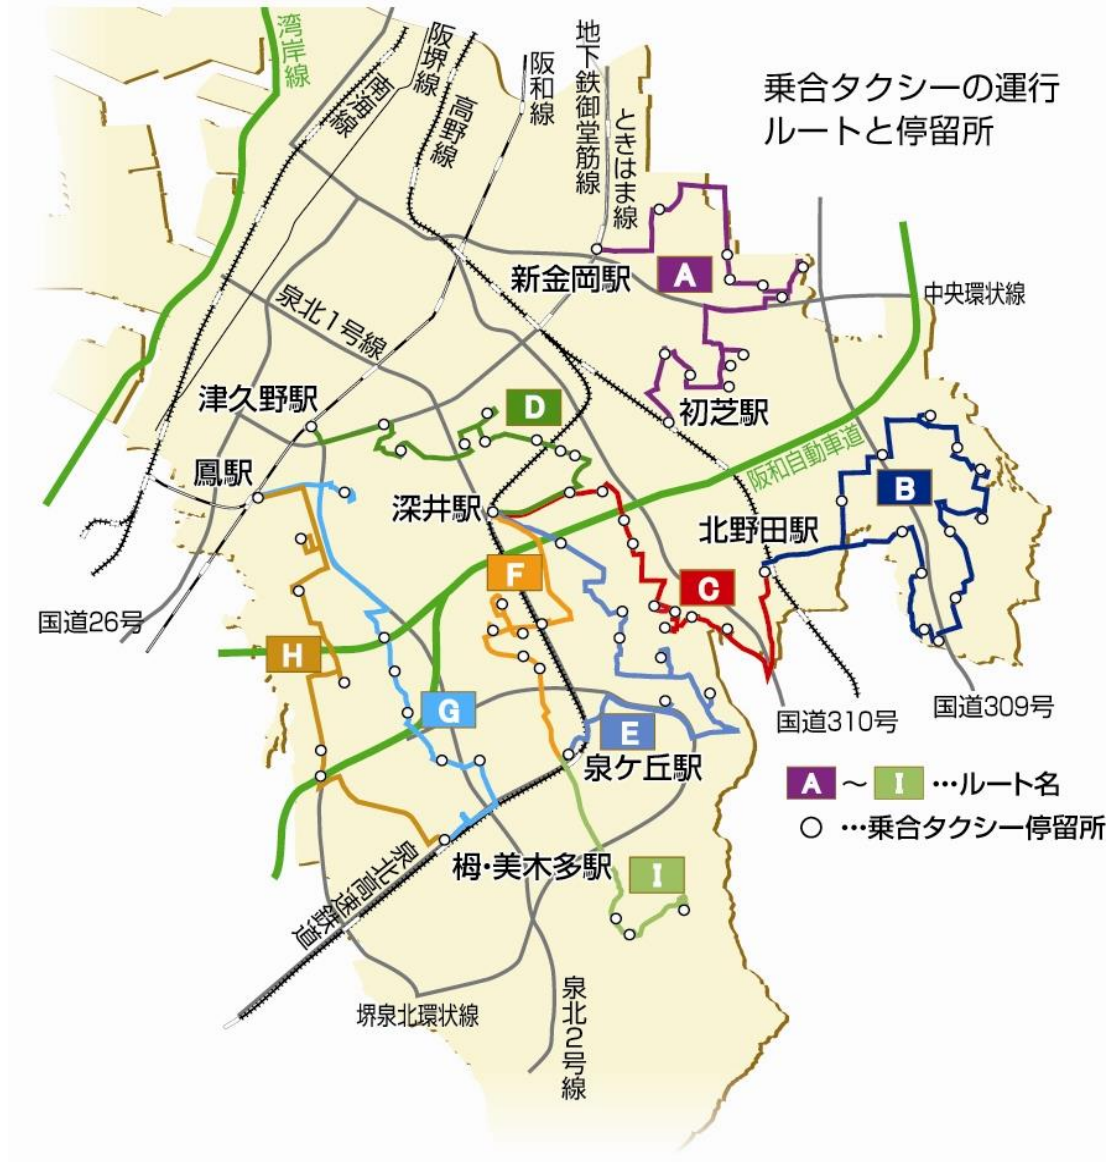 乗合タクシーの運行
ルートと停留所
湾岸線
南海線
阪堺線
高野線
阪和線
地下鉄御堂筋線
ときはま線
新金岡駅
A
中央環状線
泉北1号線
津久野駅
D
初芝駅
鳳駅
深井駅
阪和自動車道
B
北野田駅
F
C
国道26号
H
G
E
国道310号
国道309号
泉ケ丘駅
A ～ I …ルート名
○ …乗合タクシー停留所
栂・美木多駅
I
泉北高速鉄道
堺泉北環状線
泉北2号線